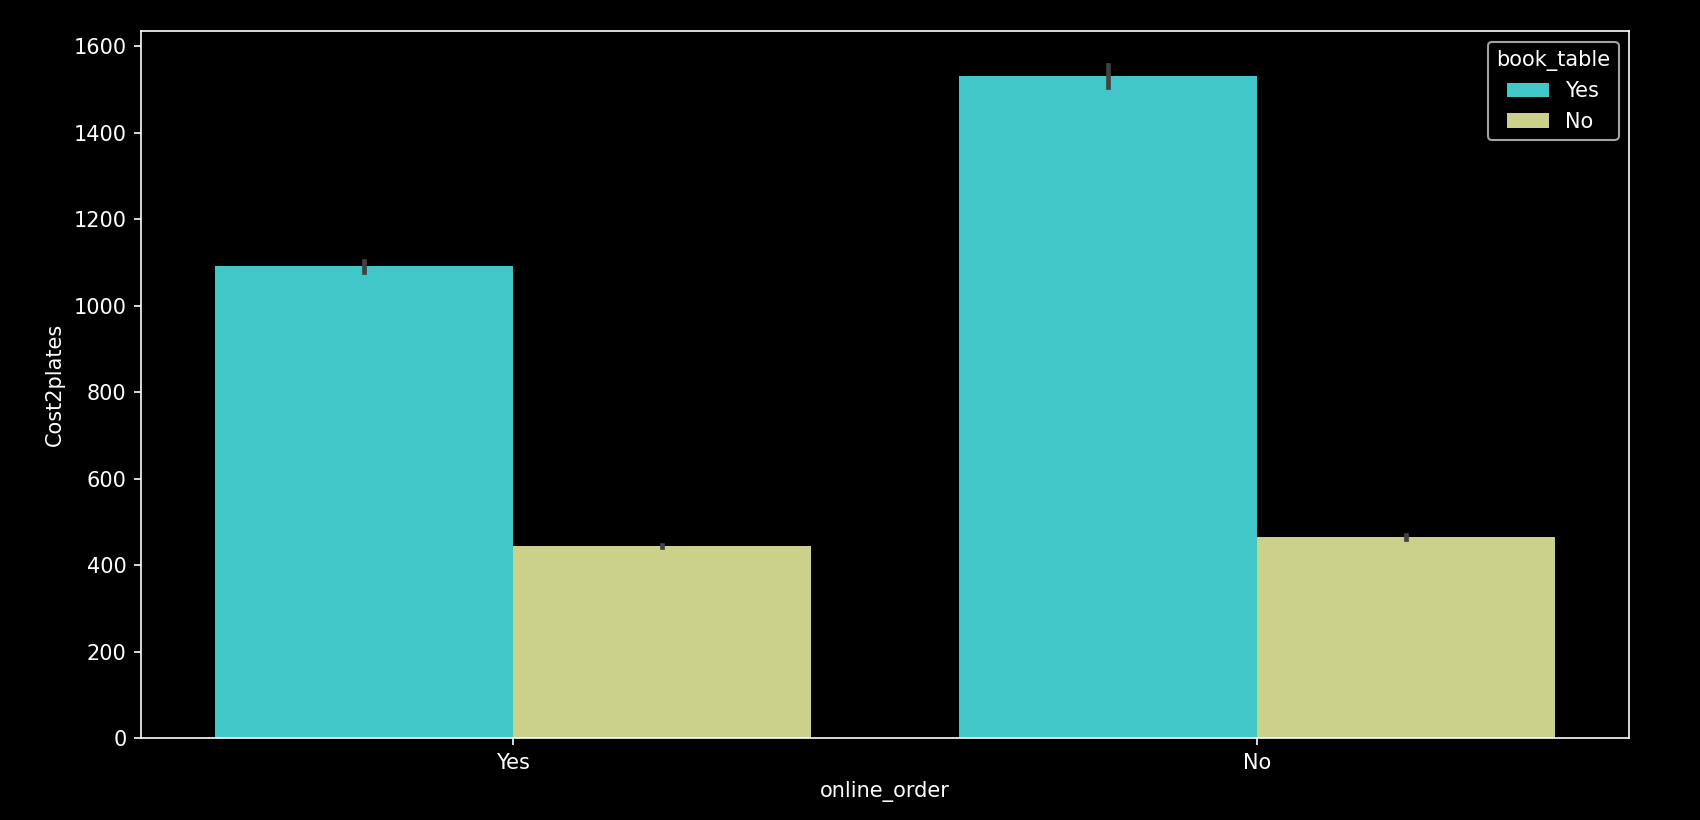 1600
1400
1200
1000
800
600
400
200
0
Cost2plates
book_table
Yes
No
Yes No
online_order